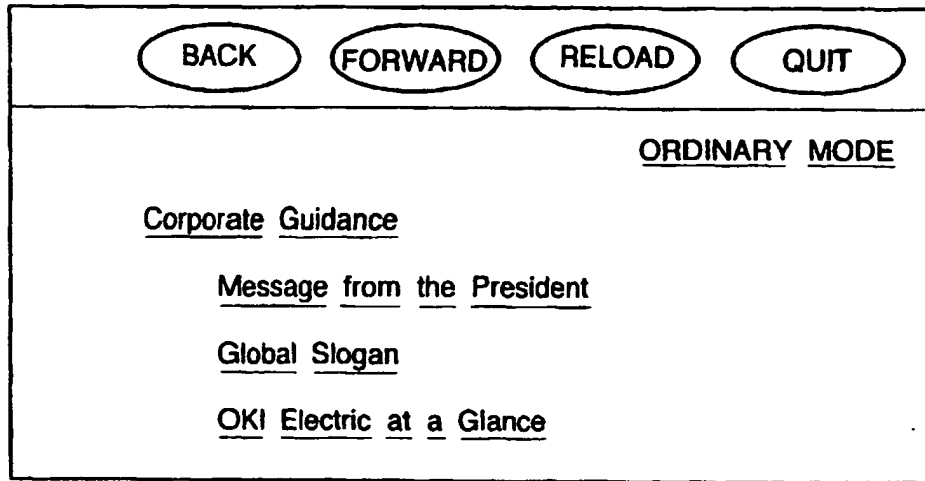 BACK FORWARD RELOAD QUIT
ORDINARY MODE
Corporate Guidance
Message from the President
Global Slogan
OKI Electric at a Glance